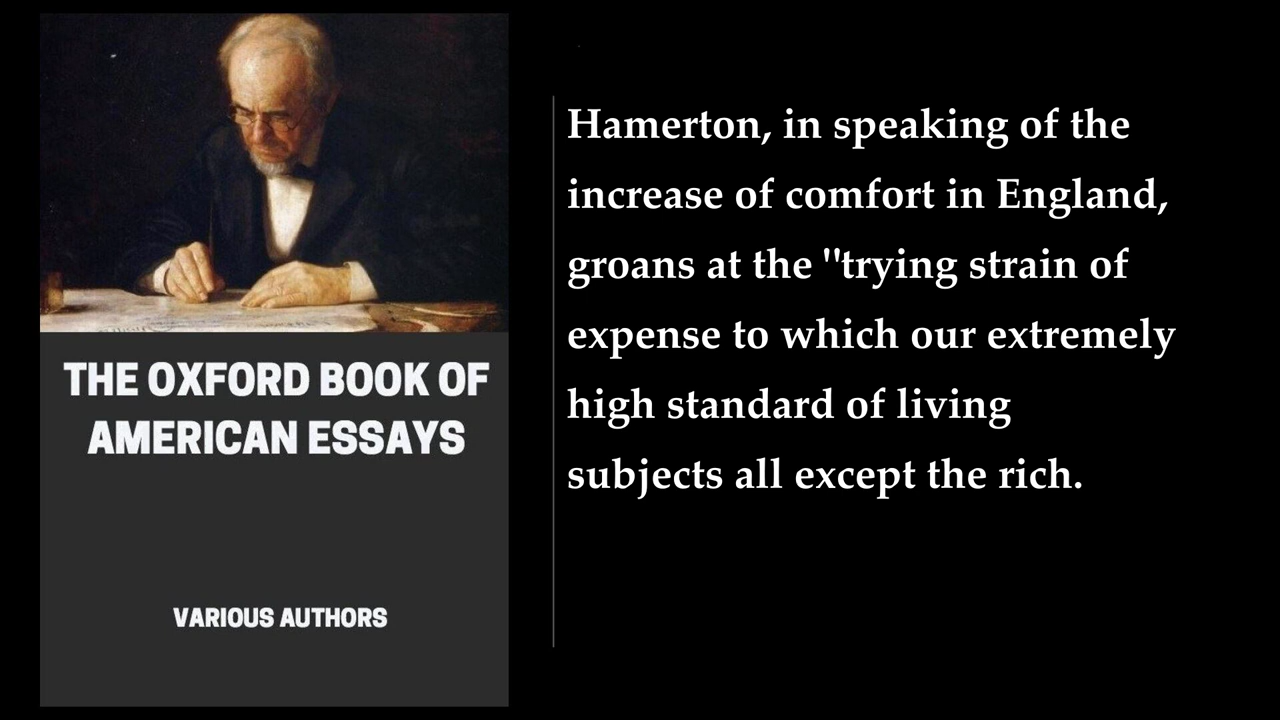 THE OXFORD BOOK OF
AMERICAN ESSAYS
VARIOUS AUTHORS
Hamerton, in speaking of the
increase of comfort in England,
groans at the "trying strain of
expense to which our extremely
high standard of living
subjects all except the rich.